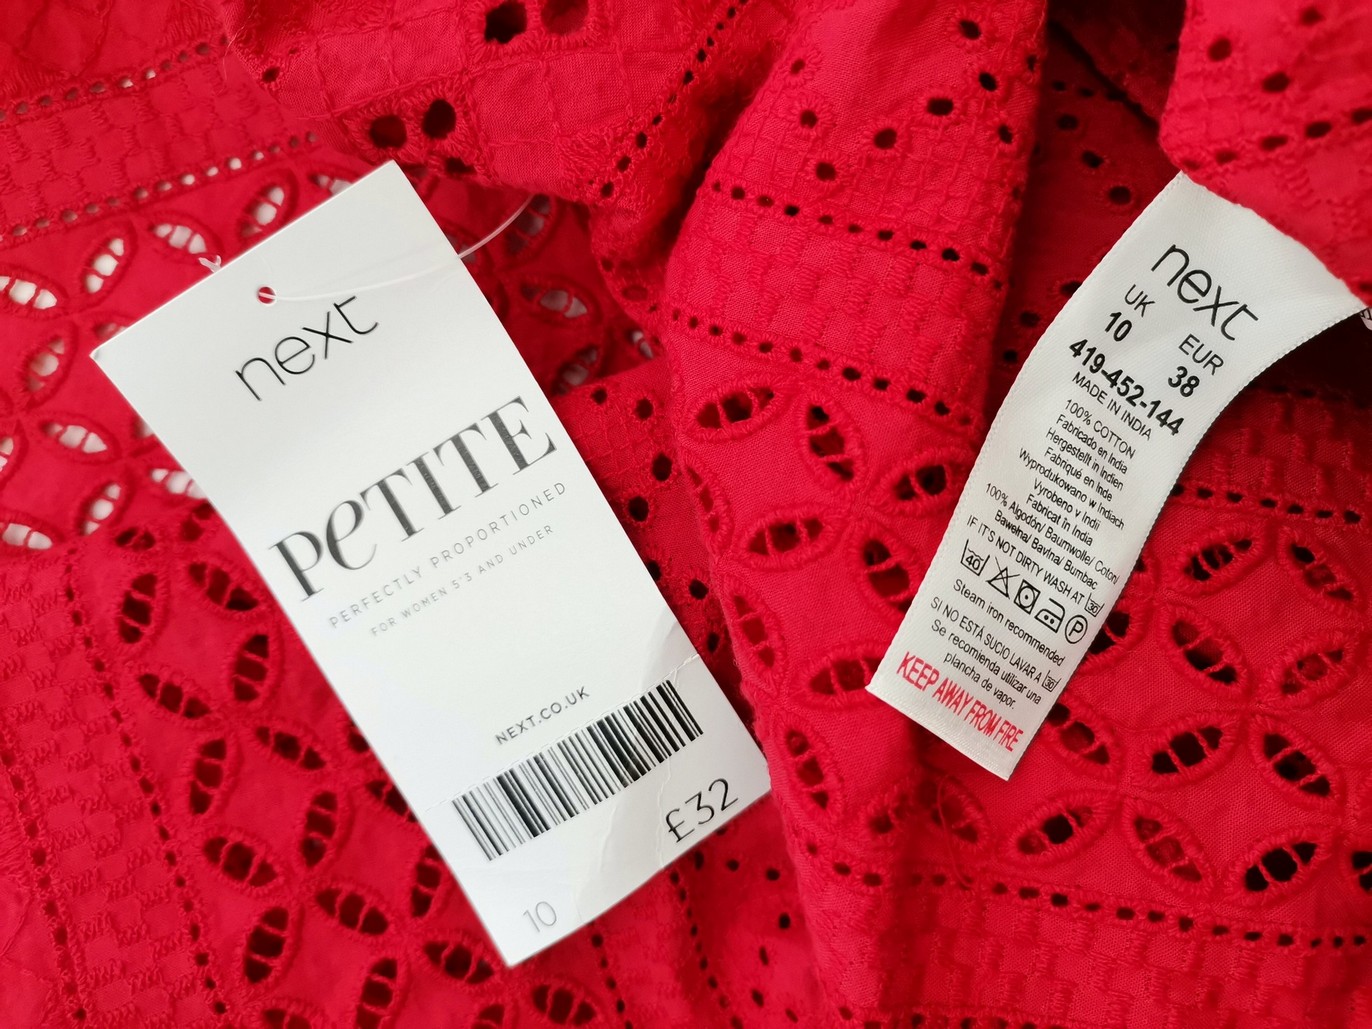 next
PeTITE
PERFECTLY PROPORTIONED
FOR WOMEN 5'3 AND UNDER
NEXT.CO.UK
£32
10
next
UK EUR
10 38
419-452-144
MADE IN INDIA
100% COTTON
Fabricado en India
Hergestellt in Indien
Fabriqué en Inde
Wyprodukowano w Indiach
Vyrobeno v Indii
Fabricat în India
100% Algodón/ Baumwolle/ Coton/
Bawełna/ Bavlna/ Bumbac
IF IT'S NOT DIRTY WASH AT 30
40 P
Steam iron recommended
SI NO ESTÁ SUCIO LAVAR A 30
Se recomienda utilizar una
plancha de vapor.
KEEP AWAY FROM FIRE